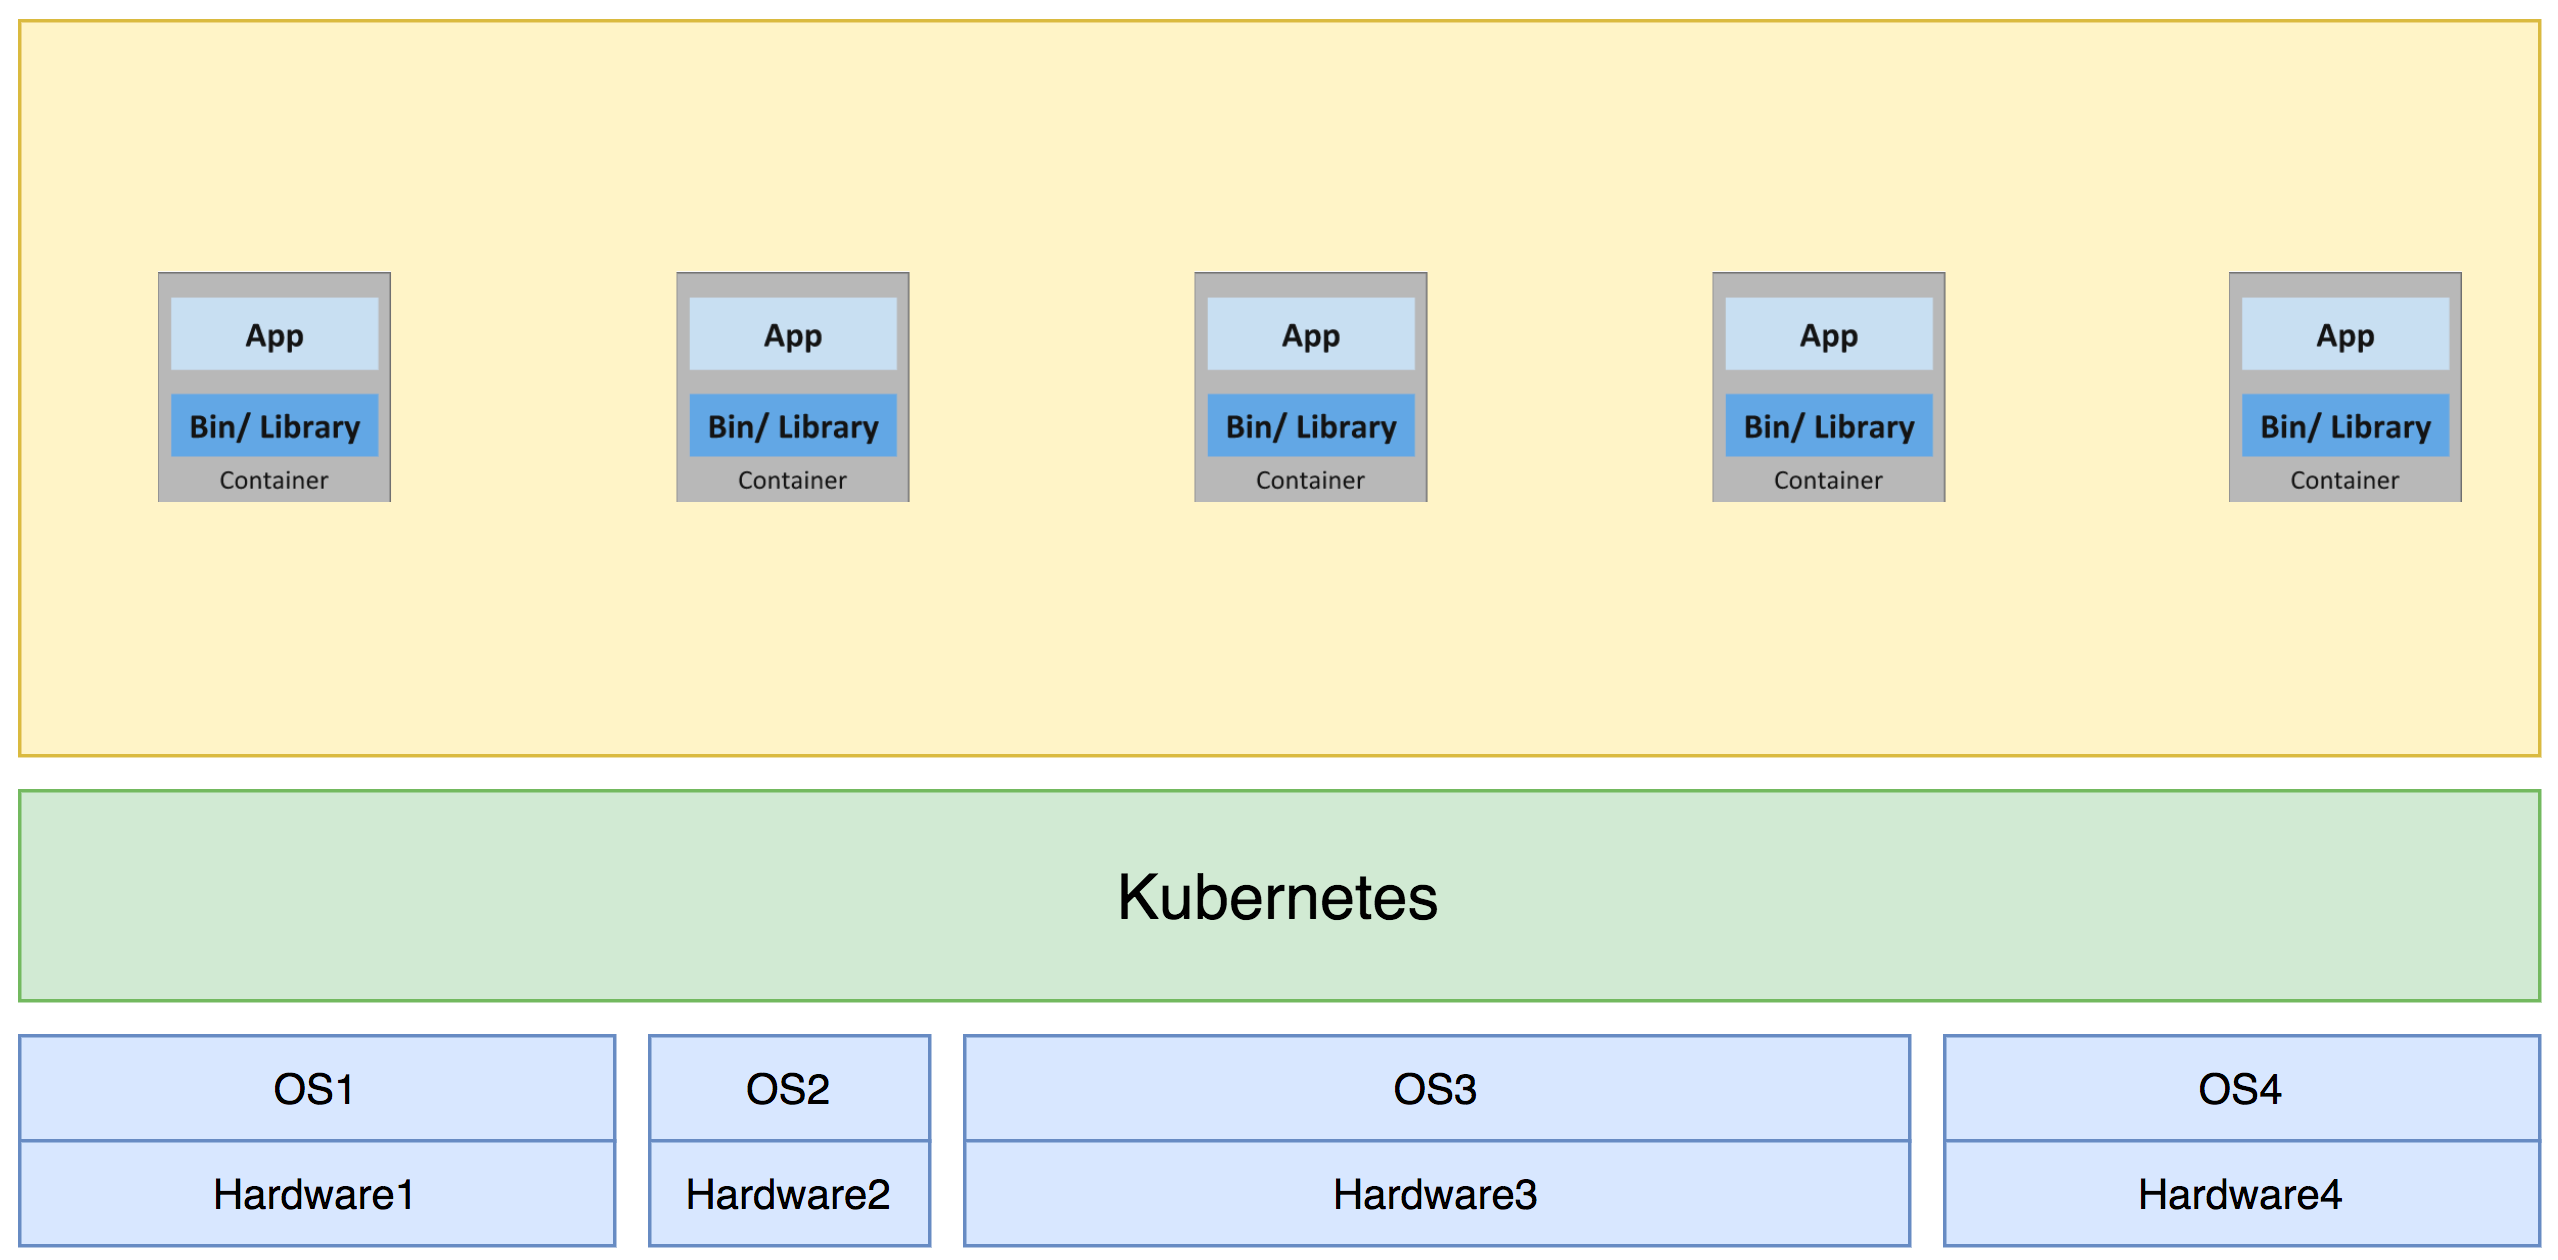 App
Bin/ Library
Container
App
Bin/ Library
Container
App
Bin/ Library
Container
App
Bin/ Library
Container
App
Bin/ Library
Container
Kubernetes
OS1
Hardware1
OS2
Hardware2
OS3
Hardware3
OS4
Hardware4